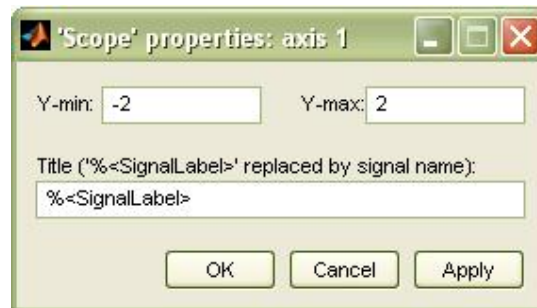 'Scope' properties: axis 1
Y-min: -2 Y-max: 2
Title ('%<SignalLabel>' replaced by signal name):
%<SignalLabel>
OK Cancel Apply